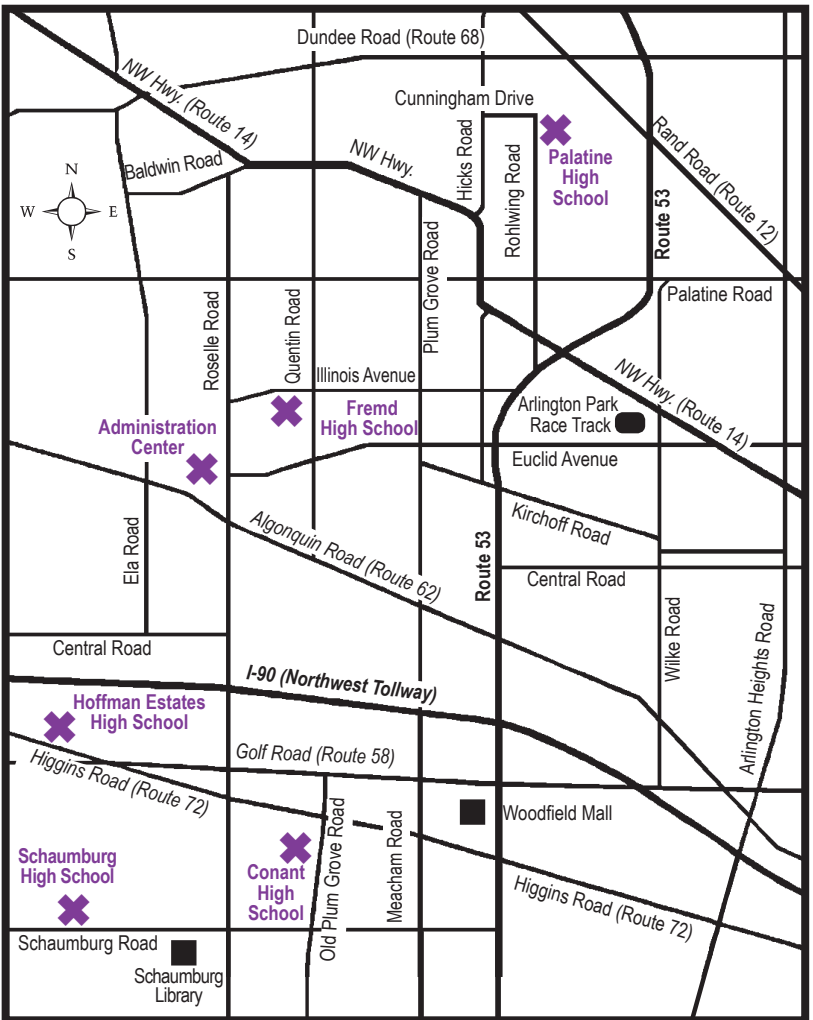 Dundee Road (Route 68)
NW Hwy. (Route 14)
Cunningham Drive
Rand Road (Route 12)
Baldwin Road
NW Hwy.
Hicks Road
Rohlwing Road
Palatine
High
School
Route 53
N
W
E
S
Palatine Road
Roselle Road
Quentin Road
Plum Grove Road
Illinois Avenue
NW Hwy. (Route 14)
Arlington Park
Race Track
Fremd
High School
Administration
Center
Euclid Avenue
Kirchoff Road
Algonquin Road (Route 62)
Ela Road
Route 53
Central Road
Wilke Road
Arlington Heights Road
Central Road
I-90 (Northwest Tollway)
Hoffman Estates
High School
Golf Road (Route 58)
Higgins Road (Route 72)
Woodfield Mall
Old Plum Grove Road
Meacham Road
Schaumburg
High School
Conant
High
School
Higgins Road (Route 72)
Schaumburg Road
Schaumburg
Library